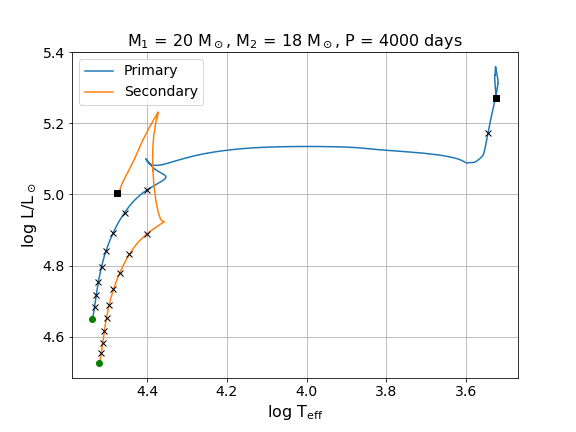 M₁ = 20 M⊙, M₂ = 18 M⊙, P = 4000 days
Primary
Secondary
5.4
5.2
5.0
4.8
4.6
log L/L⊙
4.4 4.2 4.0 3.8 3.6
log T_eff